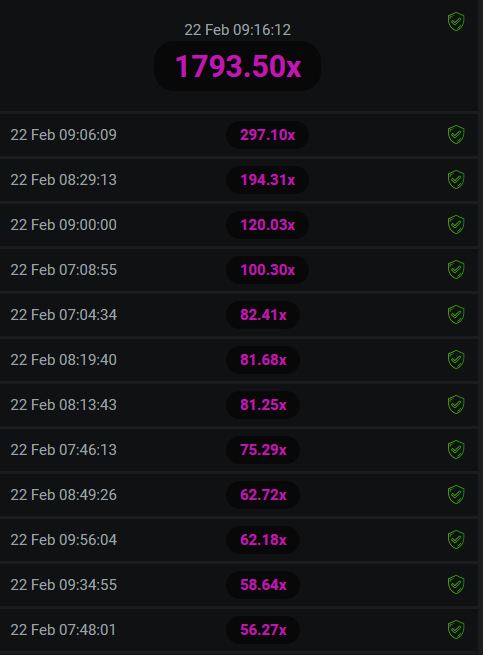 22 Feb 09:16:12
1793.50x
22 Feb 09:06:09 297.10x
22 Feb 08:29:13 194.31x
22 Feb 09:00:00 120.03x
22 Feb 07:08:55 100.30x
22 Feb 07:04:34 82.41x
22 Feb 08:19:40 81.68x
22 Feb 08:13:43 81.25x
22 Feb 07:46:13 75.29x
22 Feb 08:49:26 62.72x
22 Feb 09:56:04 62.18x
22 Feb 09:34:55 58.64x
22 Feb 07:48:01 56.27x